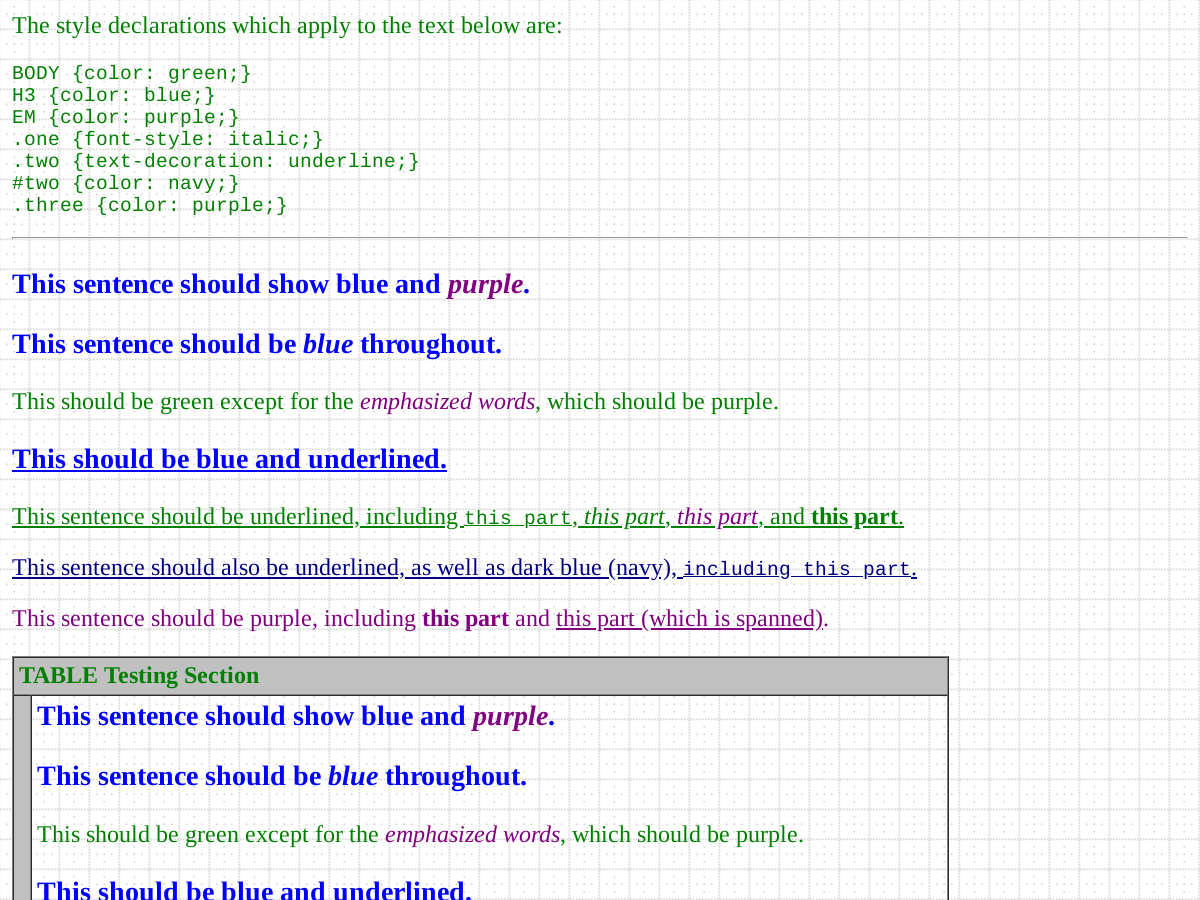 The style declarations which apply to the text below are:
BODY {color: green;}
H3 {color: blue;}
EM {color: purple;}
.one {font-style: italic;}
.two {text-decoration: underline;}
#two {color: navy;}
.three {color: purple;}
This sentence should show blue and purple.
This sentence should be blue throughout.
This should be green except for the emphasized words, which should be purple.
This should be blue and underlined.
This sentence should be underlined, including this part, this part, this part, and this part.
This sentence should also be underlined, as well as dark blue (navy), including this part.
This sentence should be purple, including this part and this part (which is spanned).
TABLE Testing Section
This sentence should show blue and purple.
This sentence should be blue throughout.
This should be green except for the emphasized words, which should be purple.
This should be blue and underlined.